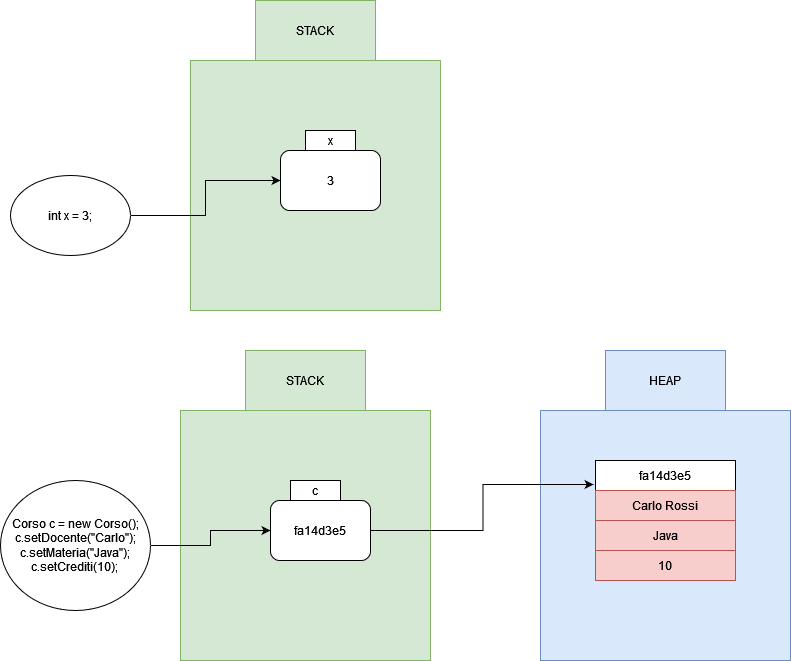 STACK
x
3
int x = 3;
STACK
HEAP
c
fa14d3e5
Corso c = new Corso();
c.setDocente("Carlo");
c.setMateria("Java");
c.setCrediti(10);
fa14d3e5
Carlo Rossi
Java
10